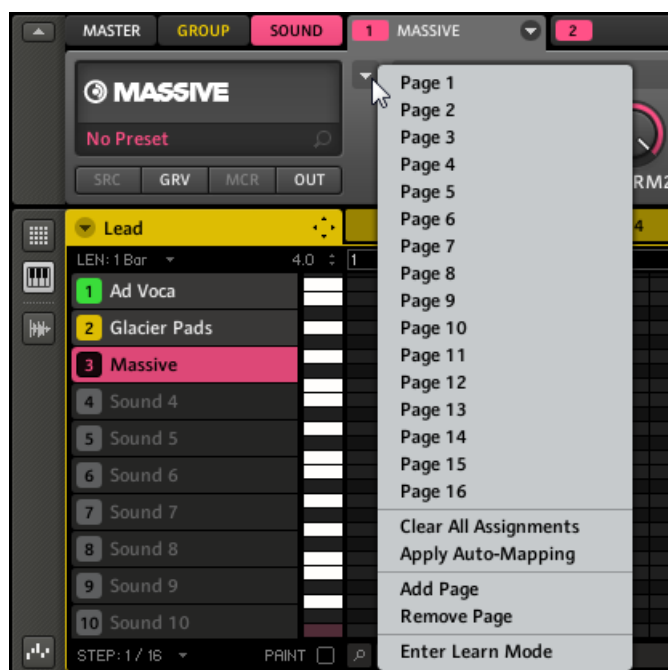 MASTER GROUP SOUND 1 MASSIVE 2
MASSIVE
No Preset
SRC GRV MCR OUT
RM2
Lead
4
LEN: 1 Bar 4.0 1
1 Ad Voca
2 Glacier Pads
3 Massive
4 Sound 4
5 Sound 5
6 Sound 6
7 Sound 7
8 Sound 8
9 Sound 9
10 Sound 10
STEP: 1 / 16 PAINT
Page 1
Page 2
Page 3
Page 4
Page 5
Page 6
Page 7
Page 8
Page 9
Page 10
Page 11
Page 12
Page 13
Page 14
Page 15
Page 16
Clear All Assignments
Apply Auto-Mapping
Add Page
Remove Page
Enter Learn Mode